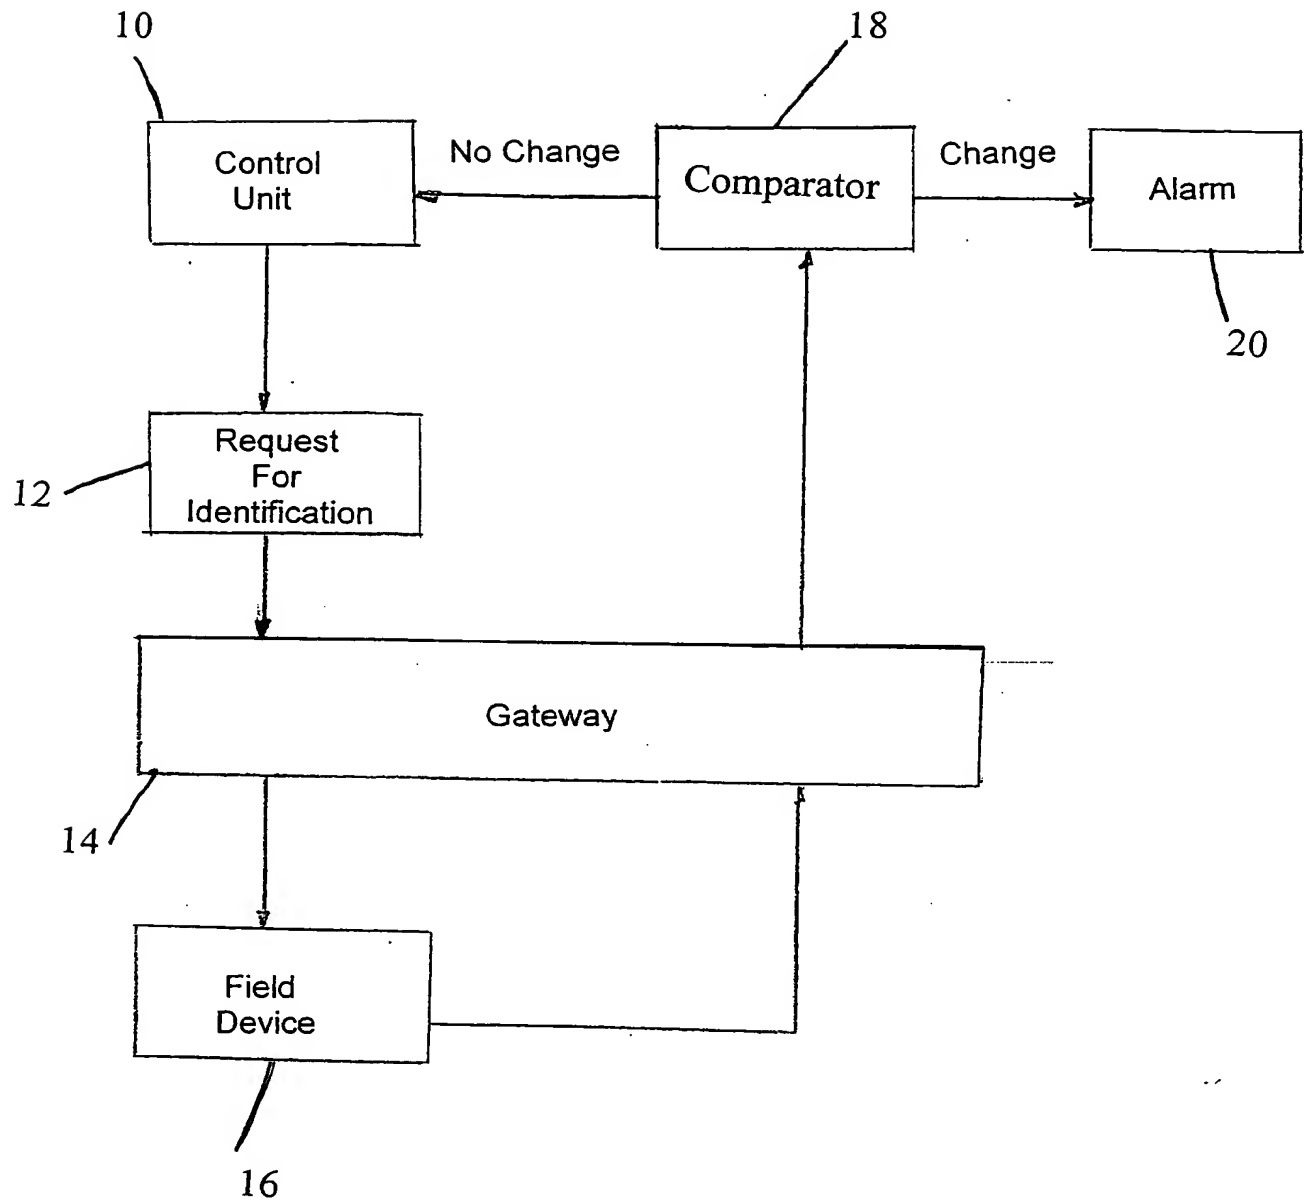 10
18
Control
Unit
No Change
Comparator
Change
Alarm
20
Request
For
Identification
12
Gateway
14
Field
Device
16